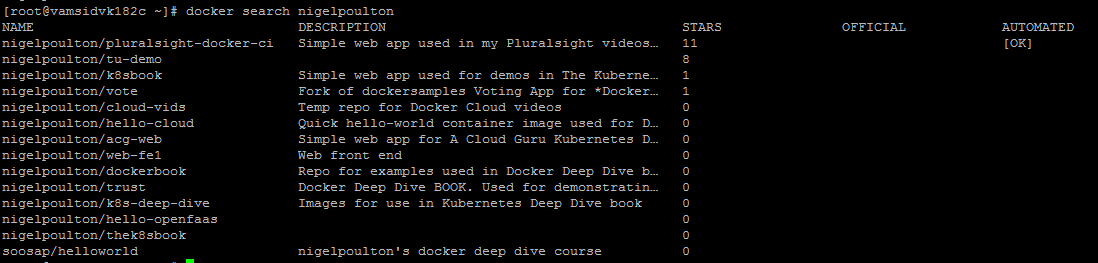 [root@vamsidvk182c ~]# docker search nigelpoulton
NAME DESCRIPTION STARS OFFICIAL AUTOMATED
nigelpoulton/pluralsight-docker-ci Simple web app used in my Pluralsight videos… 11 [OK]
nigelpoulton/tu-demo 8
nigelpoulton/k8sbook Simple web app used for demos in The Kuberne… 1
nigelpoulton/vote Fork of dockersamples Voting App for *Docker… 1
nigelpoulton/cloud-vids Temp repo for Docker Cloud videos 0
nigelpoulton/hello-cloud Quick hello-world container image used for D… 0
nigelpoulton/acg-web Simple web app for A Cloud Guru Kubernetes D… 0
nigelpoulton/web-fe1 Web front end 0
nigelpoulton/dockerbook Repo for examples used in Docker Deep Dive b… 0
nigelpoulton/trust Docker Deep Dive BOOK. Used for demonstratin… 0
nigelpoulton/k8s-deep-dive Images for use in Kubernetes Deep Dive book 0
nigelpoulton/hello-openfaas 0
nigelpoulton/thek8sbook 0
soosap/helloworld nigelpoulton's docker deep dive course 0